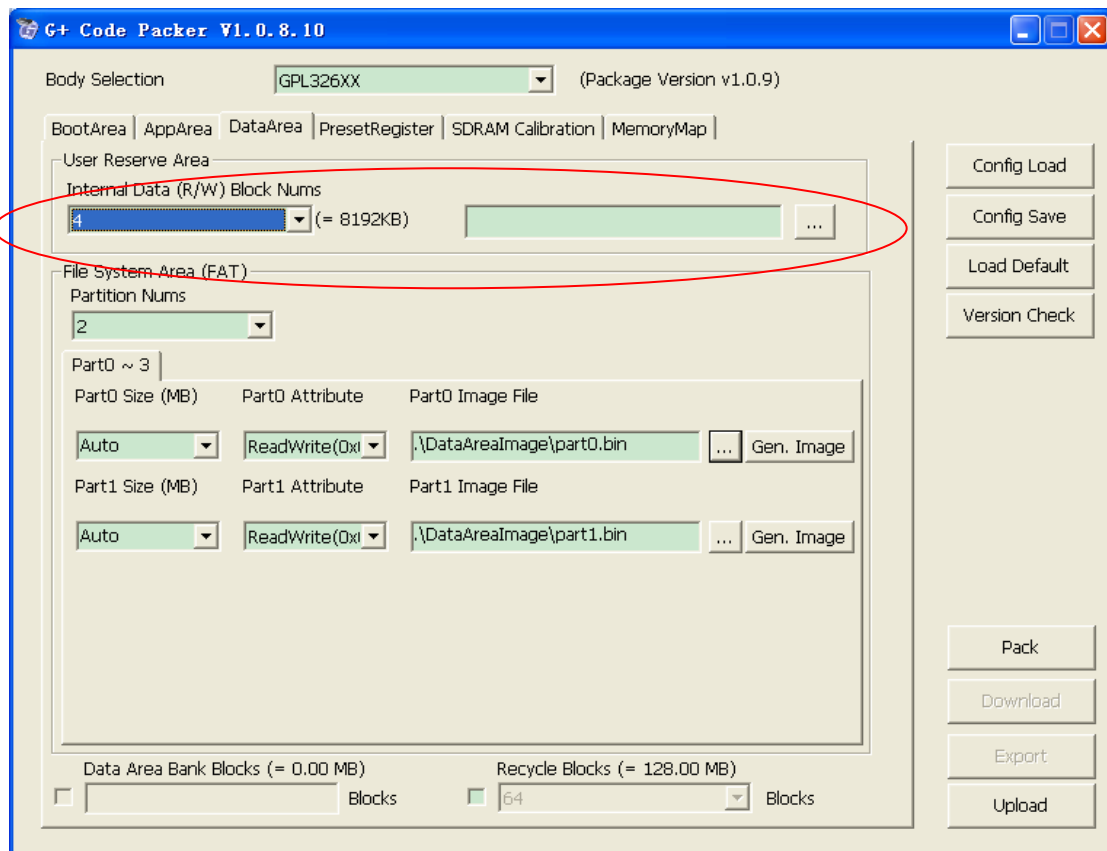 G+ Code Packer V1.0.8.10
Body Selection GPL326XX (Package Version v1.0.9)
BootArea AppArea DataArea PresetRegister SDRAM Calibration MemoryMap
User Reserve Area
Internal Data (R/W) Block Nums
4 (= 8192KB) ...
File System Area (FAT)
Partition Nums
2
Part0 ~ 3
Part0 Size (MB) Part0 Attribute Part0 Image File
Auto ReadWrite(0x .\DataAreaImage\part0.bin ... Gen. Image
Part1 Size (MB) Part1 Attribute Part1 Image File
Auto ReadWrite(0x .\DataAreaImage\part1.bin ... Gen. Image
Data Area Bank Blocks (= 0.00 MB) Recycle Blocks (= 128.00 MB)
Blocks 64 Blocks
Config Load
Config Save
Load Default
Version Check
Pack
Download
Export
Upload